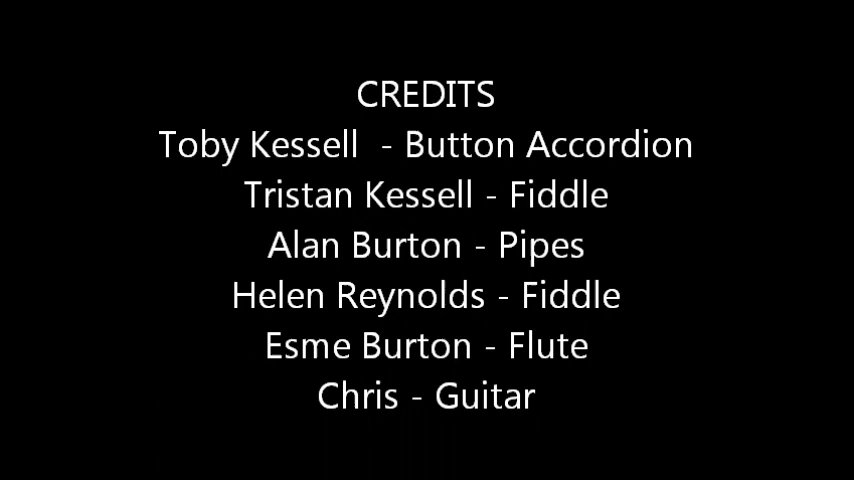 CREDITS
Toby Kessell  - Button Accordion
Tristan Kessell - Fiddle
Alan Burton - Pipes
Helen Reynolds - Fiddle
Esme Burton - Flute
Chris - Guitar